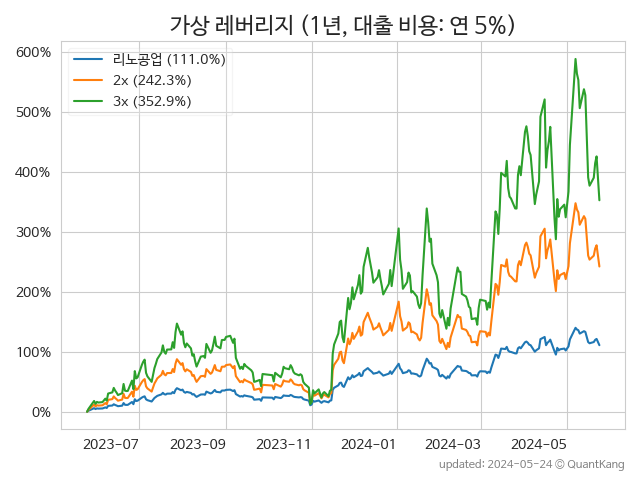 가상 레버리지 (1년, 대출 비용: 연 5%)
600%
500%
400%
300%
200%
100%
0%
리노공업 (111.0%)
2x (242.3%)
3x (352.9%)
2023-07
2023-09
2023-11
2024-01
2024-03
2024-05
updated: 2024-05-24 © QuantKang